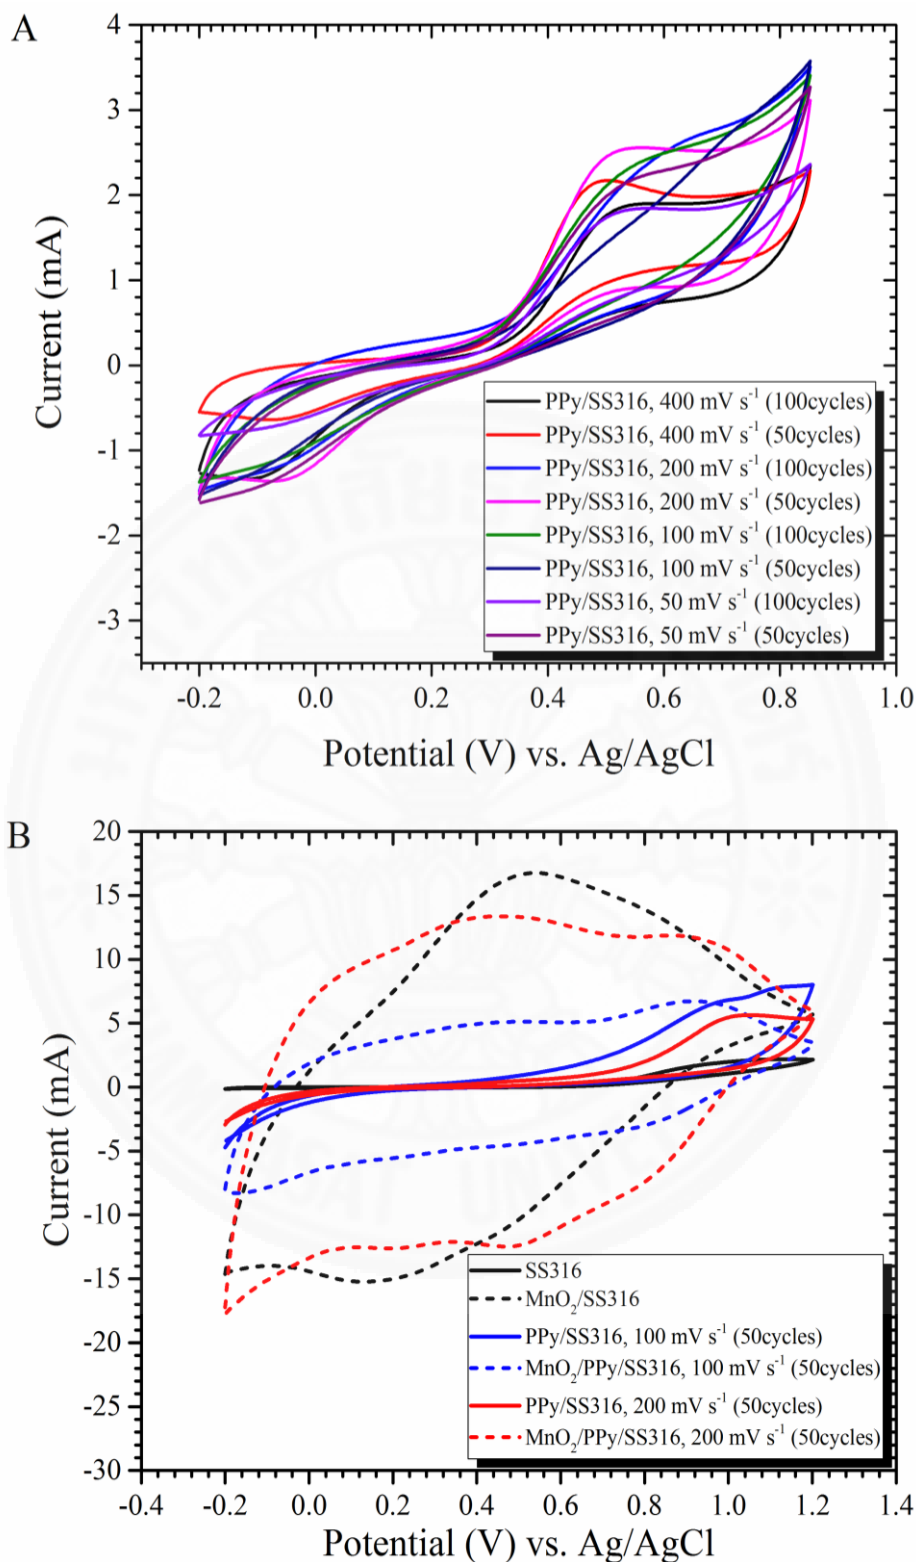 A
4
3
2
1
0
-1
-2
-3
Current (mA)
PPy/SS316, 400 mV s⁻¹ (100cycles)
PPy/SS316, 400 mV s⁻¹ (50cycles)
PPy/SS316, 200 mV s⁻¹ (100cycles)
PPy/SS316, 200 mV s⁻¹ (50cycles)
PPy/SS316, 100 mV s⁻¹ (100cycles)
PPy/SS316, 100 mV s⁻¹ (50cycles)
PPy/SS316, 50 mV s⁻¹ (100cycles)
PPy/SS316, 50 mV s⁻¹ (50cycles)
-0.2 0.0 0.2 0.4 0.6 0.8 1.0
Potential (V) vs. Ag/AgCl
B
20
15
10
5
0
-5
-10
-15
-20
-25
-30
Current (mA)
SS316
MnO₂/SS316
PPy/SS316, 100 mV s⁻¹ (50cycles)
MnO₂/PPy/SS316, 100 mV s⁻¹ (50cycles)
PPy/SS316, 200 mV s⁻¹ (50cycles)
MnO₂/PPy/SS316, 200 mV s⁻¹ (50cycles)
-0.4 -0.2 0.0 0.2 0.4 0.6 0.8 1.0 1.2 1.4
Potential (V) vs. Ag/AgCl